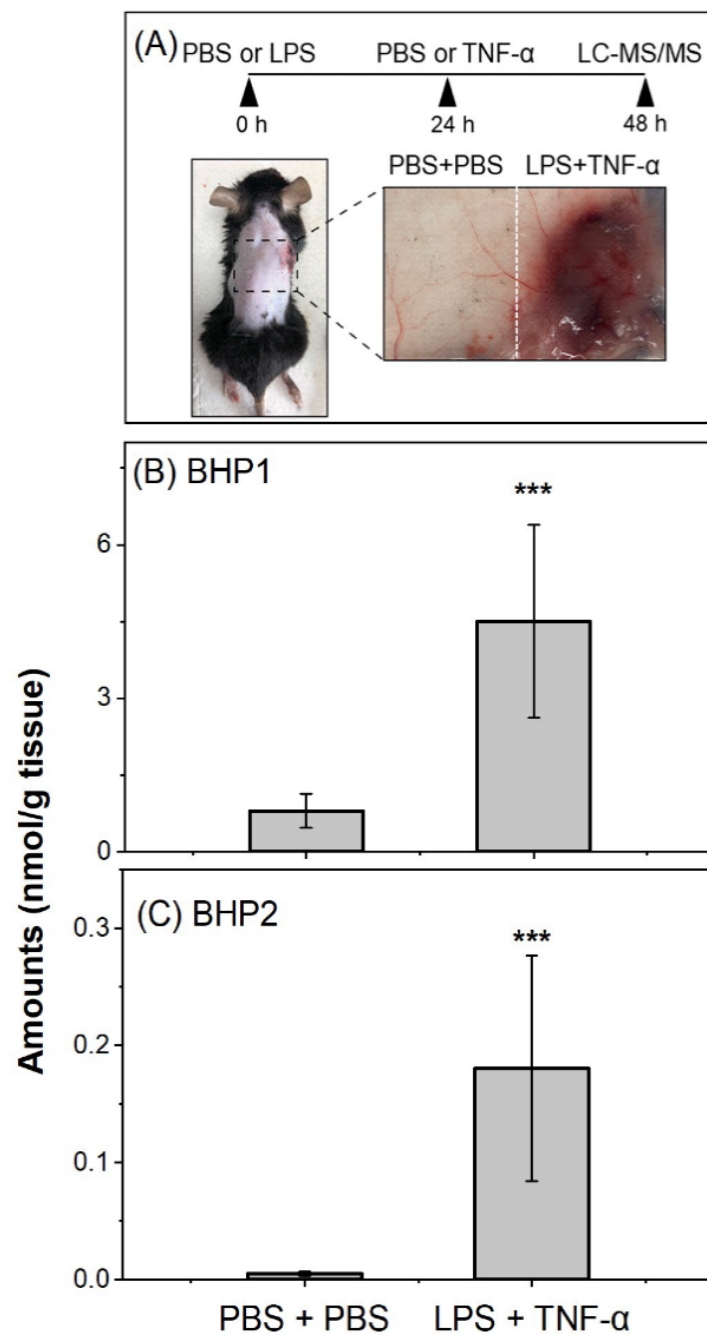 (A) PBS or LPS PBS or TNF-α LC-MS/MS
0 h 24 h 48 h
PBS+PBS LPS+TNF-α
(B) BHP1
***
6
3
0
(C) BHP2
***
0.3
0.2
0.1
0.0
Amounts (nmol/g tissue)
PBS + PBS LPS + TNF-α